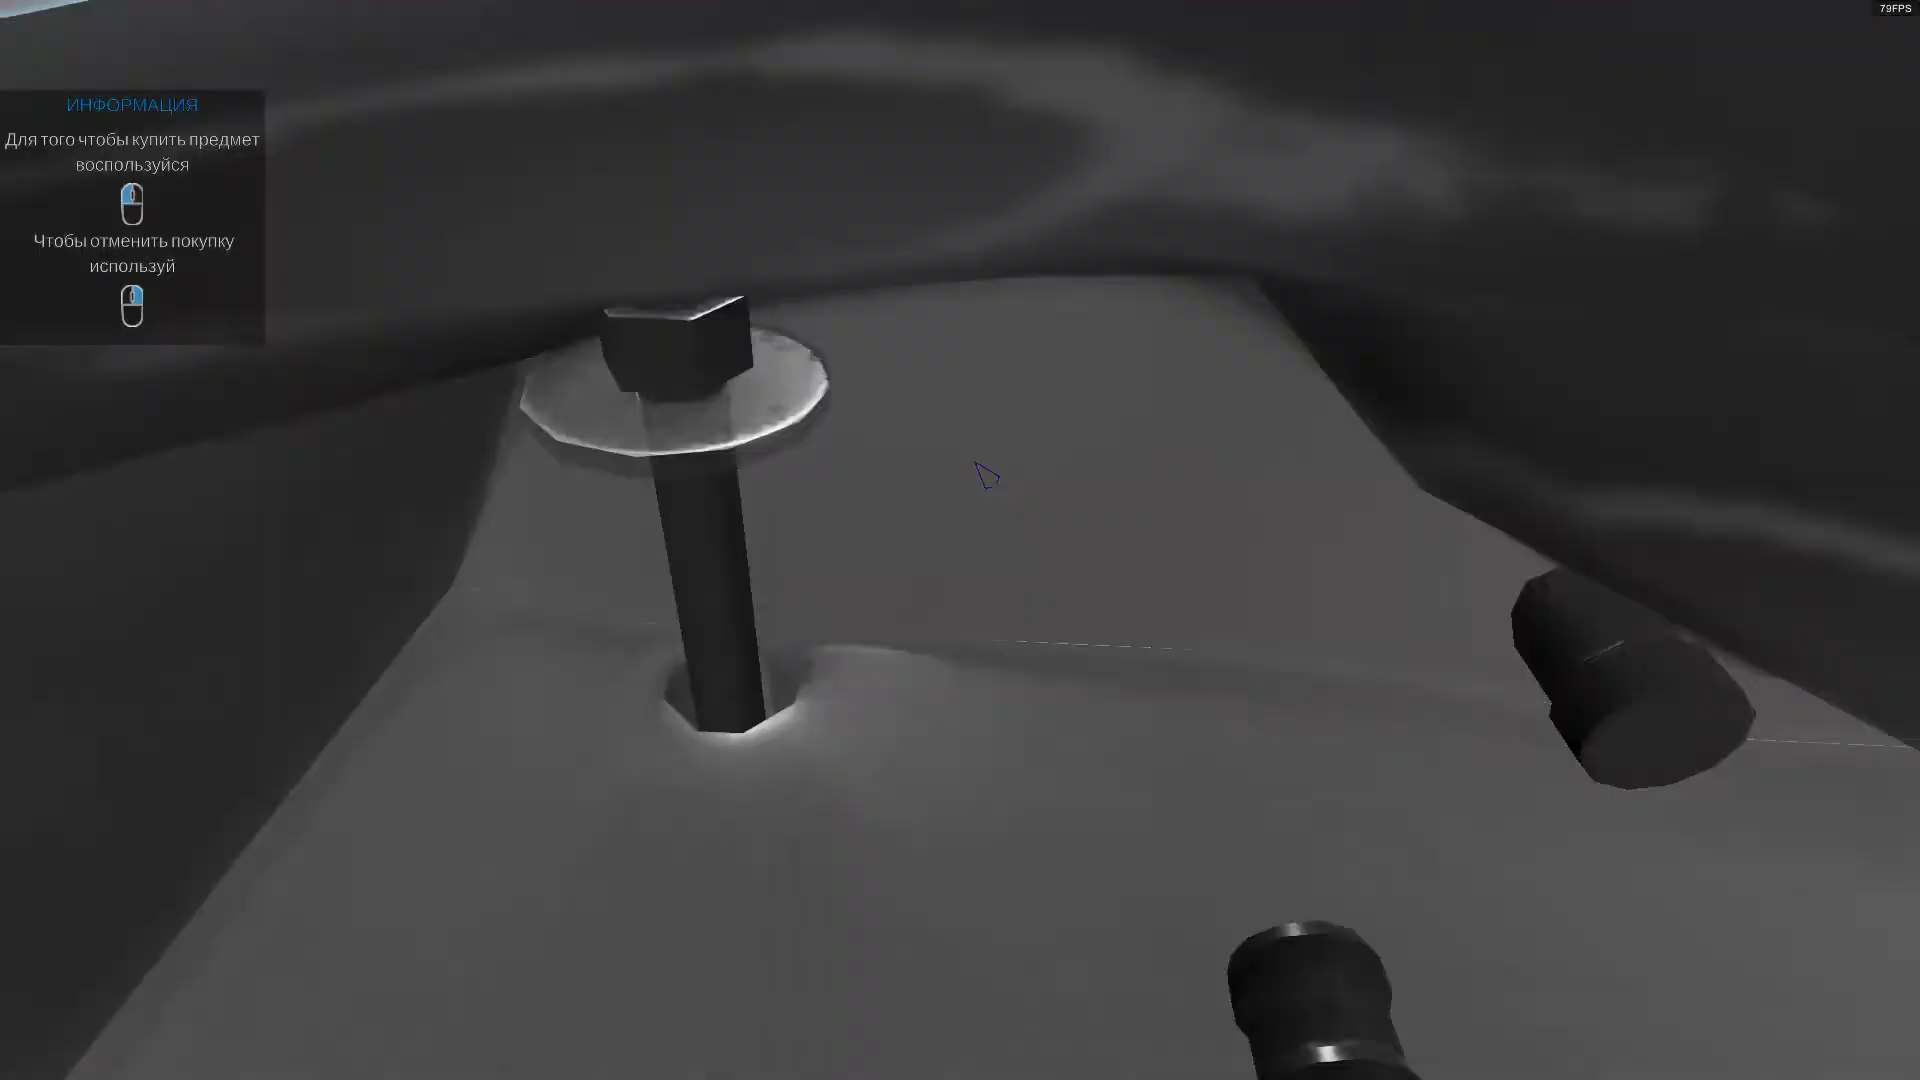 79FPS
ИНФОРМАЦИЯ
Для того чтобы купить предмет
воспользуйся
Чтобы отменить покупку
используй